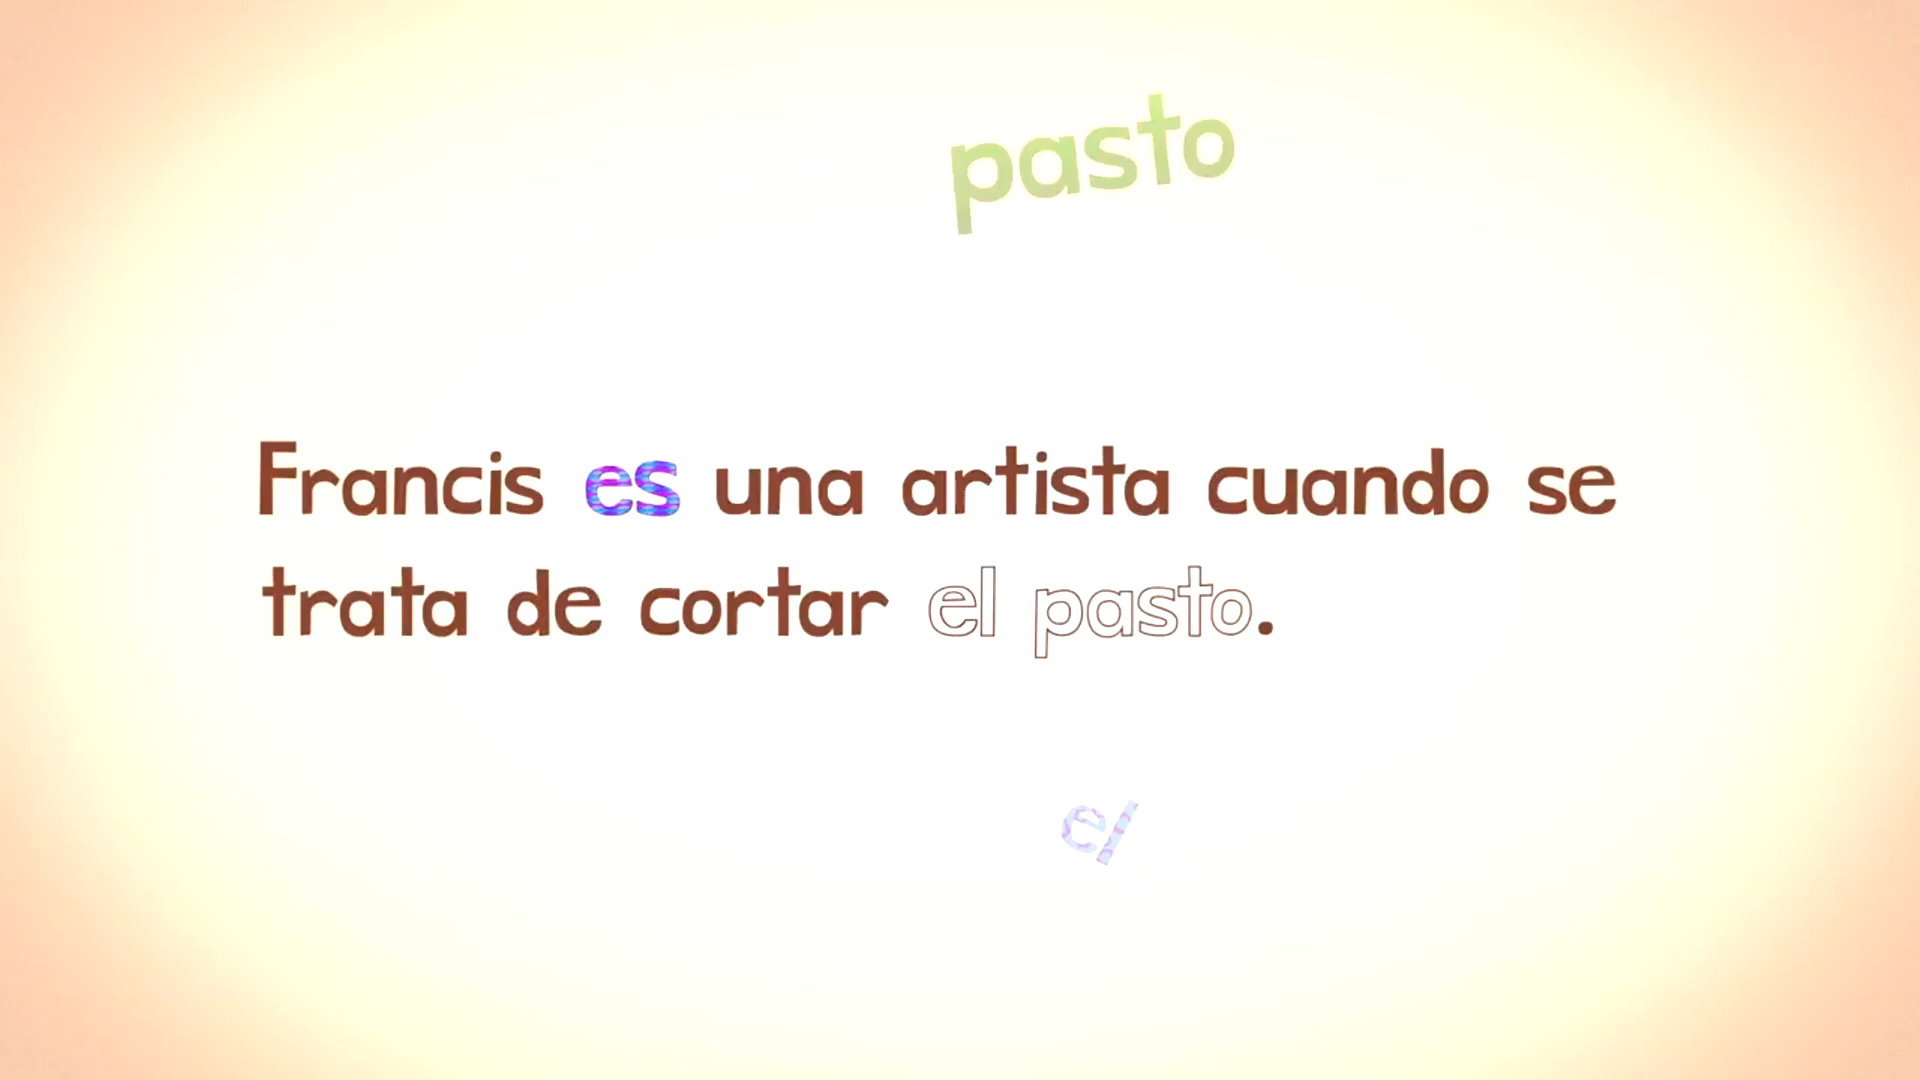 pasto
Francis es una artista cuando se
trata de cortar el pasto.
el